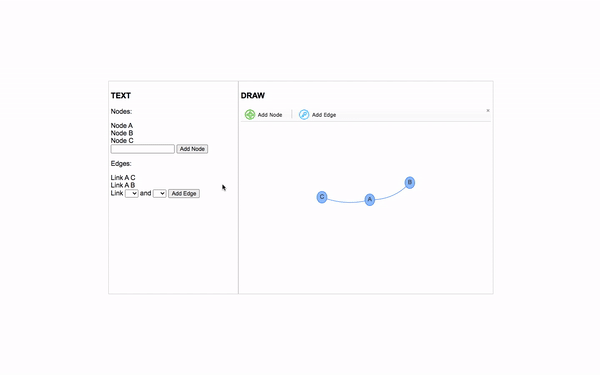 TEXT
Nodes:
Node A
Node B
Node C
Add Node
Edges:
Link A C
Link A B
Link and Add Edge
DRAW
Add Node Add Edge
C A B